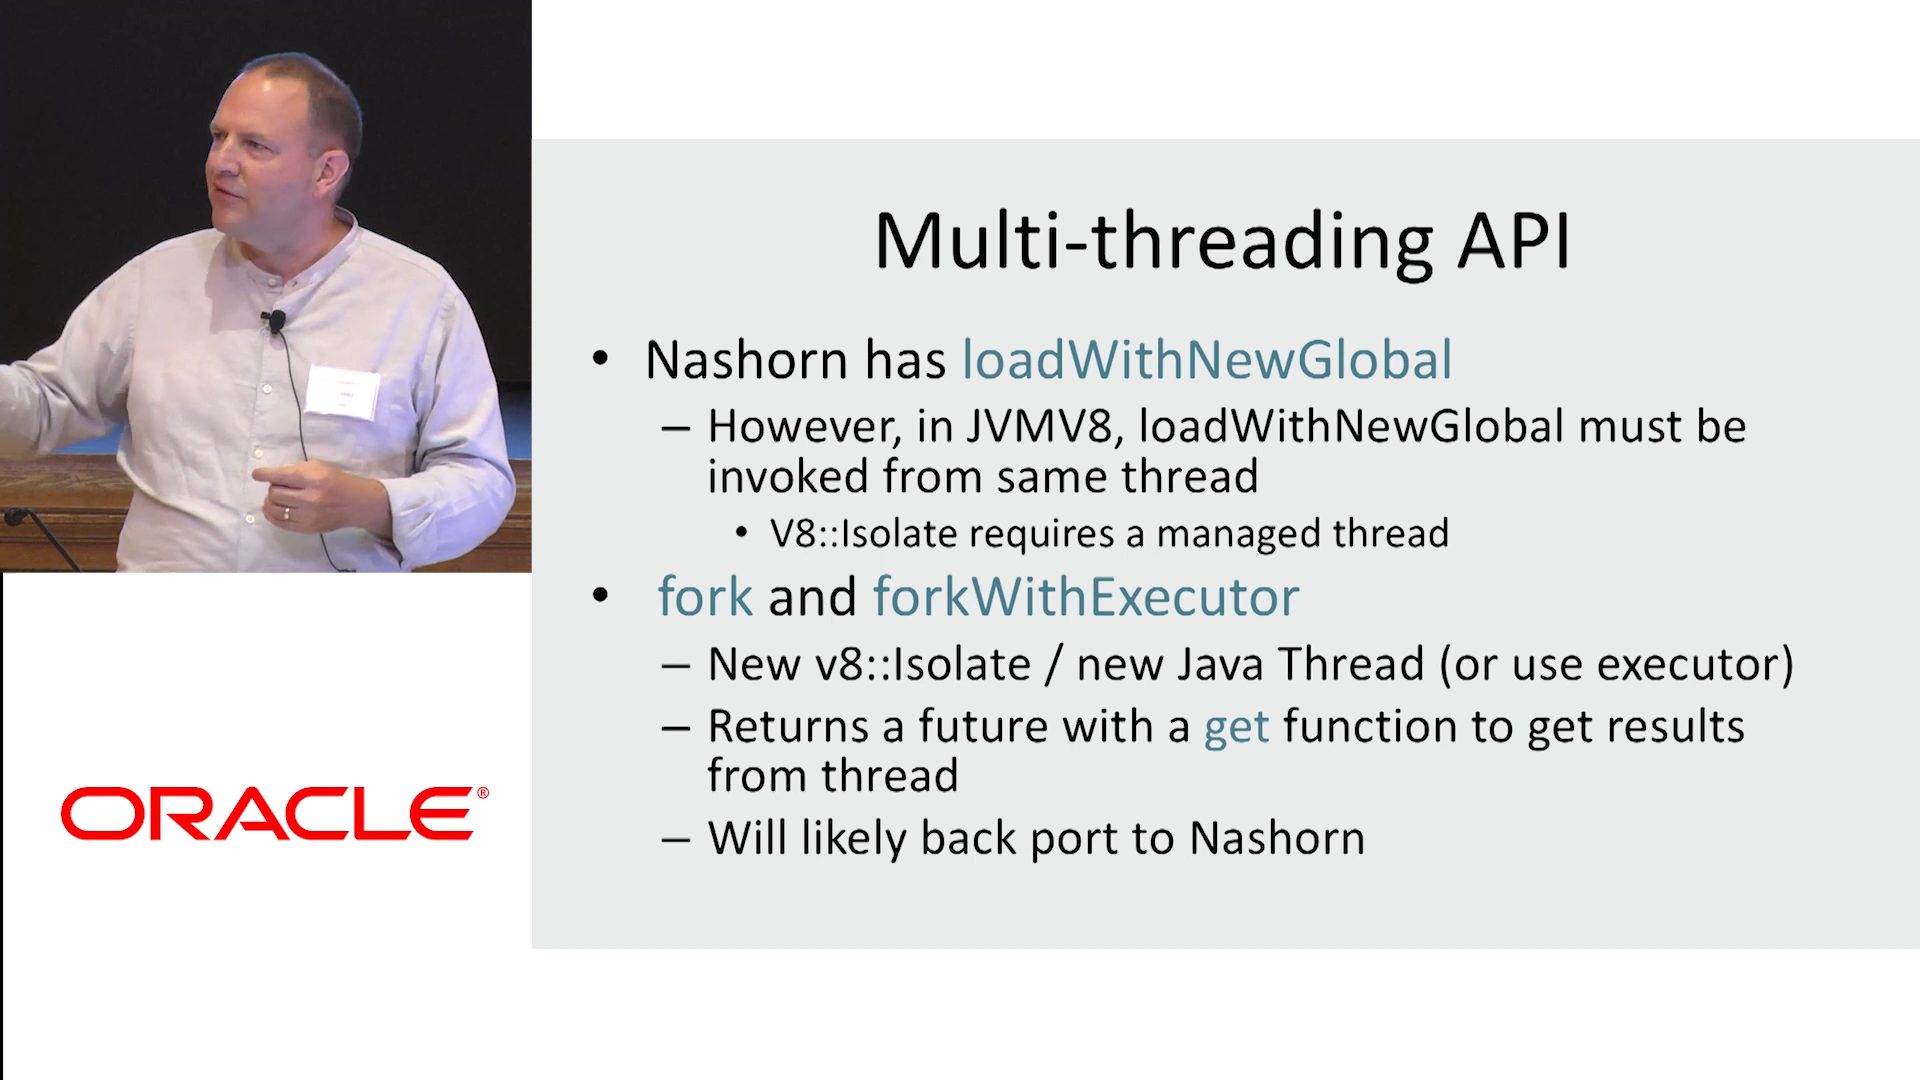 Multi-threading API
• Nashorn has loadWithNewGlobal
– However, in JVMV8, loadWithNewGlobal must be
invoked from same thread
• V8::Isolate requires a managed thread
• fork and forkWithExecutor
– New v8::Isolate / new Java Thread (or use executor)
– Returns a future with a get function to get results
from thread
– Will likely back port to Nashorn
ORACLE®